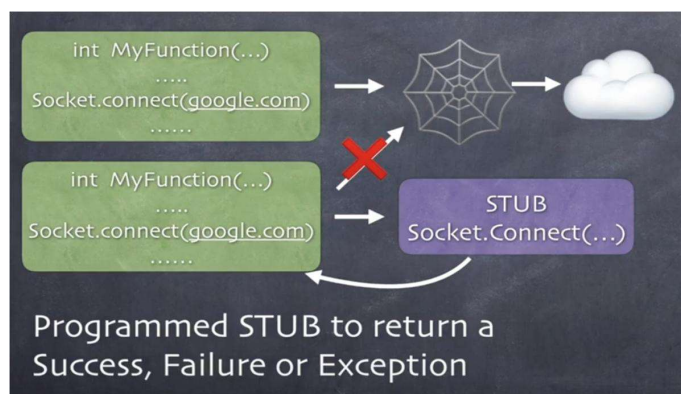 int MyFunction(...)
.....
Socket.connect(google.com)
......
int MyFunction(...)
.....
Socket.connect(google.com)
......
STUB
Socket.Connect(...)
Programmed STUB to return a
Success, Failure or Exception